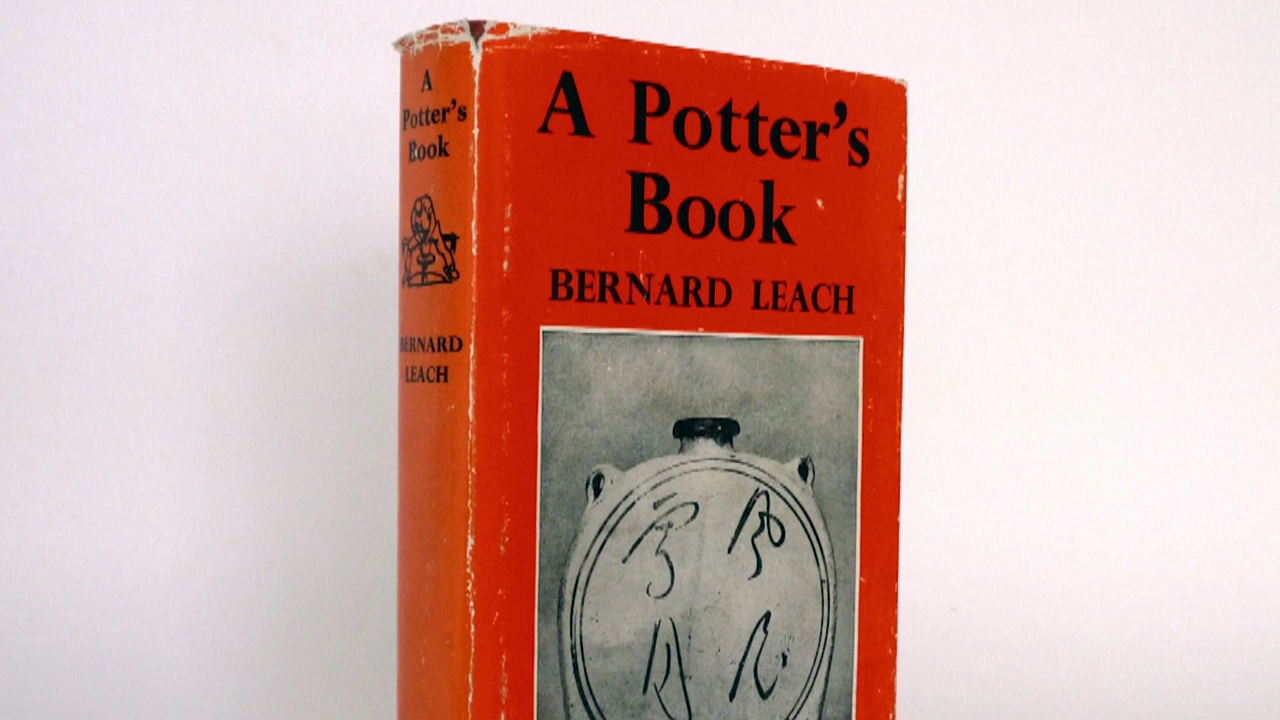 A
Potter's
Book
BERNARD
LEACH
A Potter's
Book
BERNARD LEACH